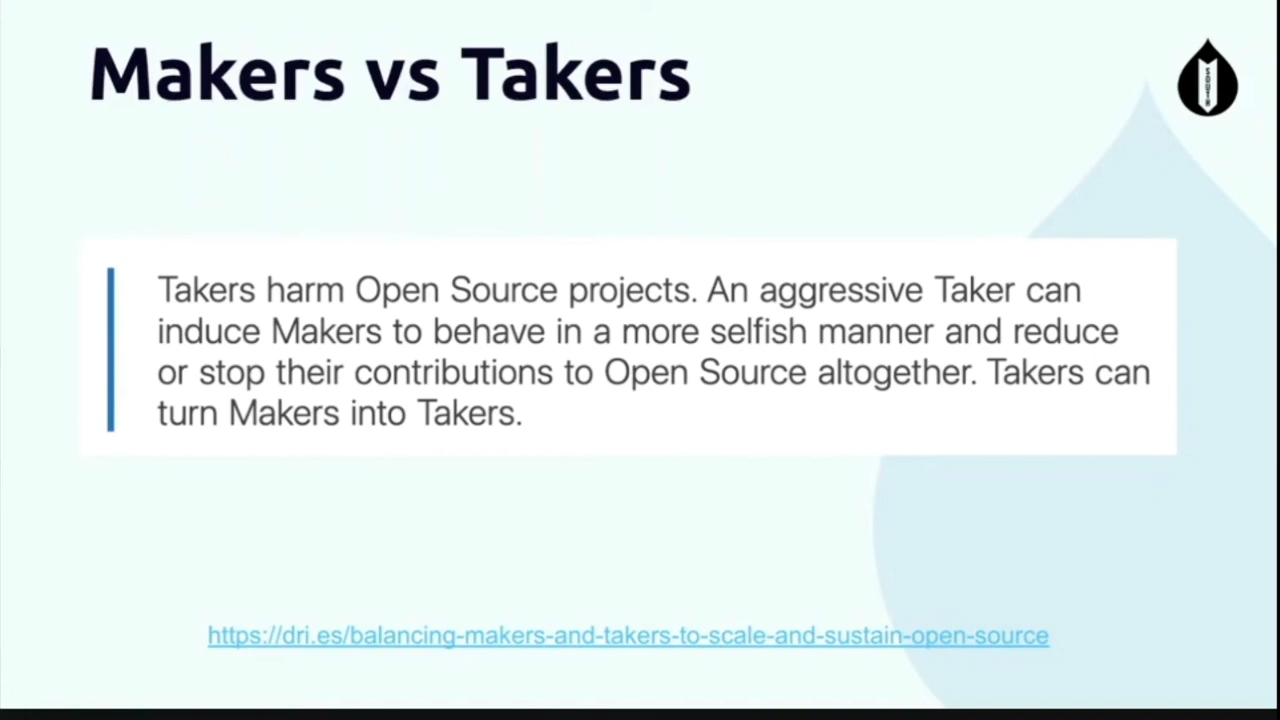 Makers vs Takers
Takers harm Open Source projects. An aggressive Taker can
induce Makers to behave in a more selfish manner and reduce
or stop their contributions to Open Source altogether. Takers can
turn Makers into Takers.
https://dri.es/balancing-makers-and-takers-to-scale-and-sustain-open-source